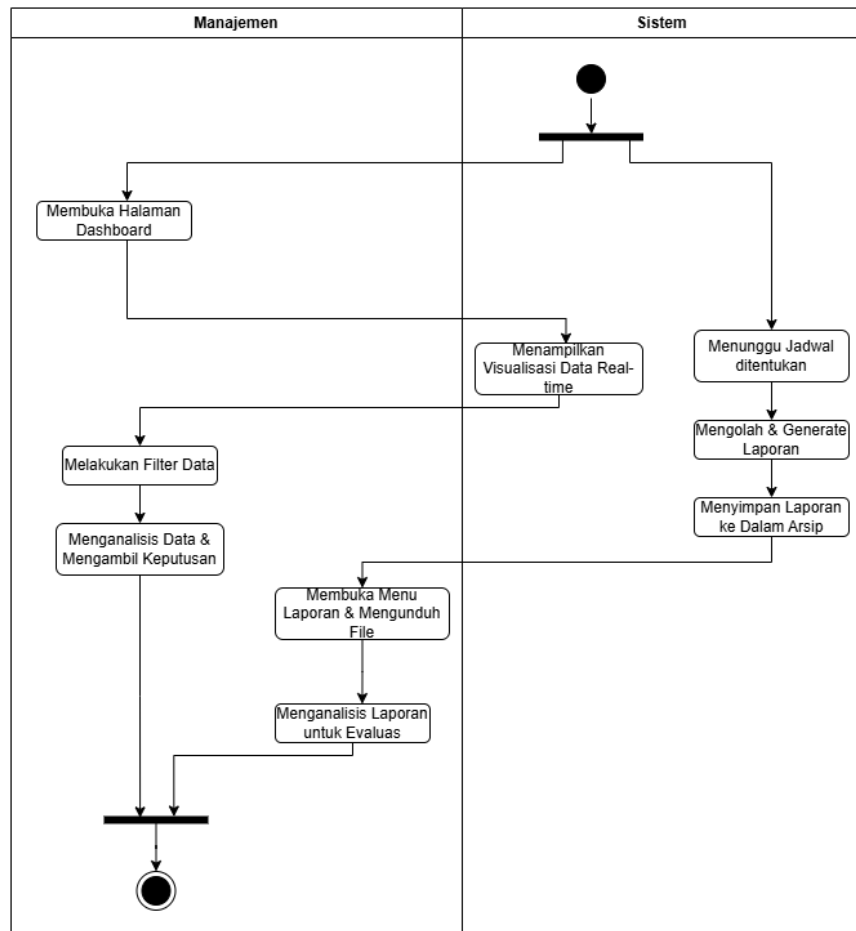 Manajemen
Sistem
Membuka Halaman
Dashboard
Menampilkan
Visualisasi Data Real-
time
Menunggu Jadwal
ditentukan
Mengolah & Generate
Laporan
Melakukan Filter Data
Menyimpan Laporan
ke Dalam Arsip
Menganalisis Data &
Mengambil Keputusan
Membuka Menu
Laporan & Mengunduh
File
Menganalisis Laporan
untuk Evaluas